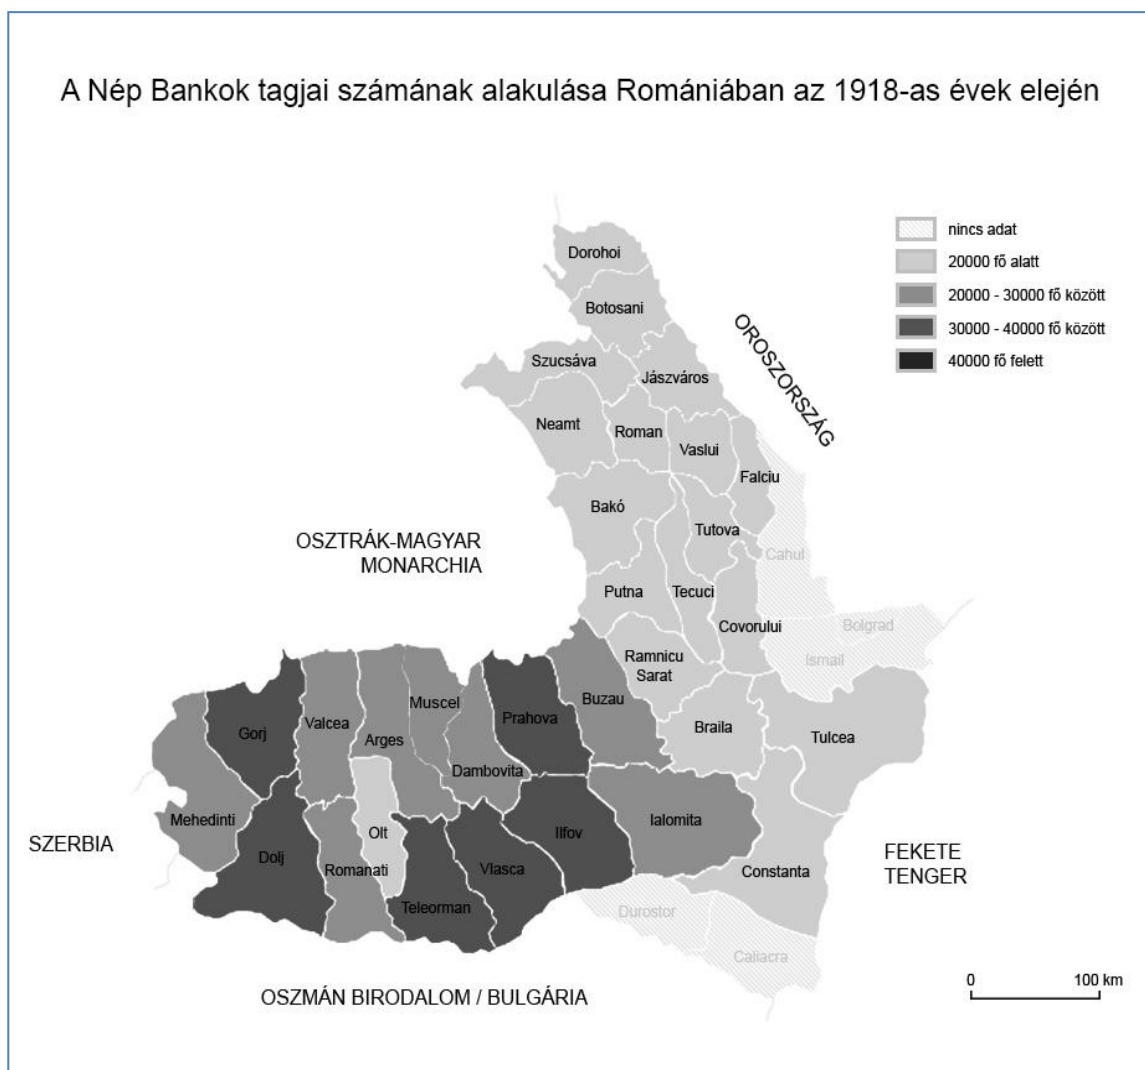 A Nép Bankok tagjai számának alakulása Romániában az 1918-as évek elején
nincs adat
20000 fő alatt
20000 - 30000 fő között
30000 - 40000 fő között
40000 fő felett
Dorohoi
Botosani
OROSZORSZÁG
Szucsáva
Jászváros
Neamt
Roman
Vaslui
Falciu
Bakó
Tutova
OSZTRÁK-MAGYAR
MONARCHIA
Cahul
Putna
Tecuci
Covorului
Bolgrad
Ismail
Ramnicu
Sarat
Muscel
Buzau
Gorj
Valcea
Prahova
Braila
Tulcea
Arges
Dambovita
Mehedinti
Olt
Ilfov
Ialomita
SZERBIA
Dolj
Romanati
Vlasca
Constanta
FEKETE
TENGER
Teleorman
Durostor
Caliacra
OSZMÁN BIRODALOM / BULGÁRIA
0 100 km